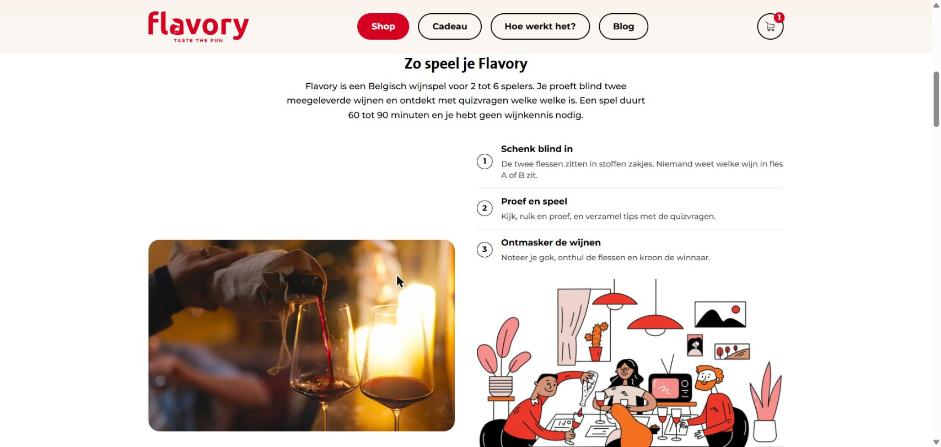 flavory
TASTE THE FUN
Shop
Cadeau
Hoe werkt het?
Blog
1
Zo speel je Flavory
Flavory is een Belgisch wijnspel voor 2 tot 6 spelers. Je proeft blind twee
meegeleverde wijnen en ontdekt met quizvragen welke welke is. Een spel duurt
60 tot 90 minuten en je hebt geen wijnkennis nodig.
1
Schenk blind in
De twee flessen zitten in stoffen zakjes. Niemand weet welke wijn in fles
A of B zit.
2
Proef en speel
Kijk, ruik en proef, en verzamel tips met de quizvragen.
3
Ontmasker de wijnen
Noteer je gok, onthul de flessen en kroon de winnaar.